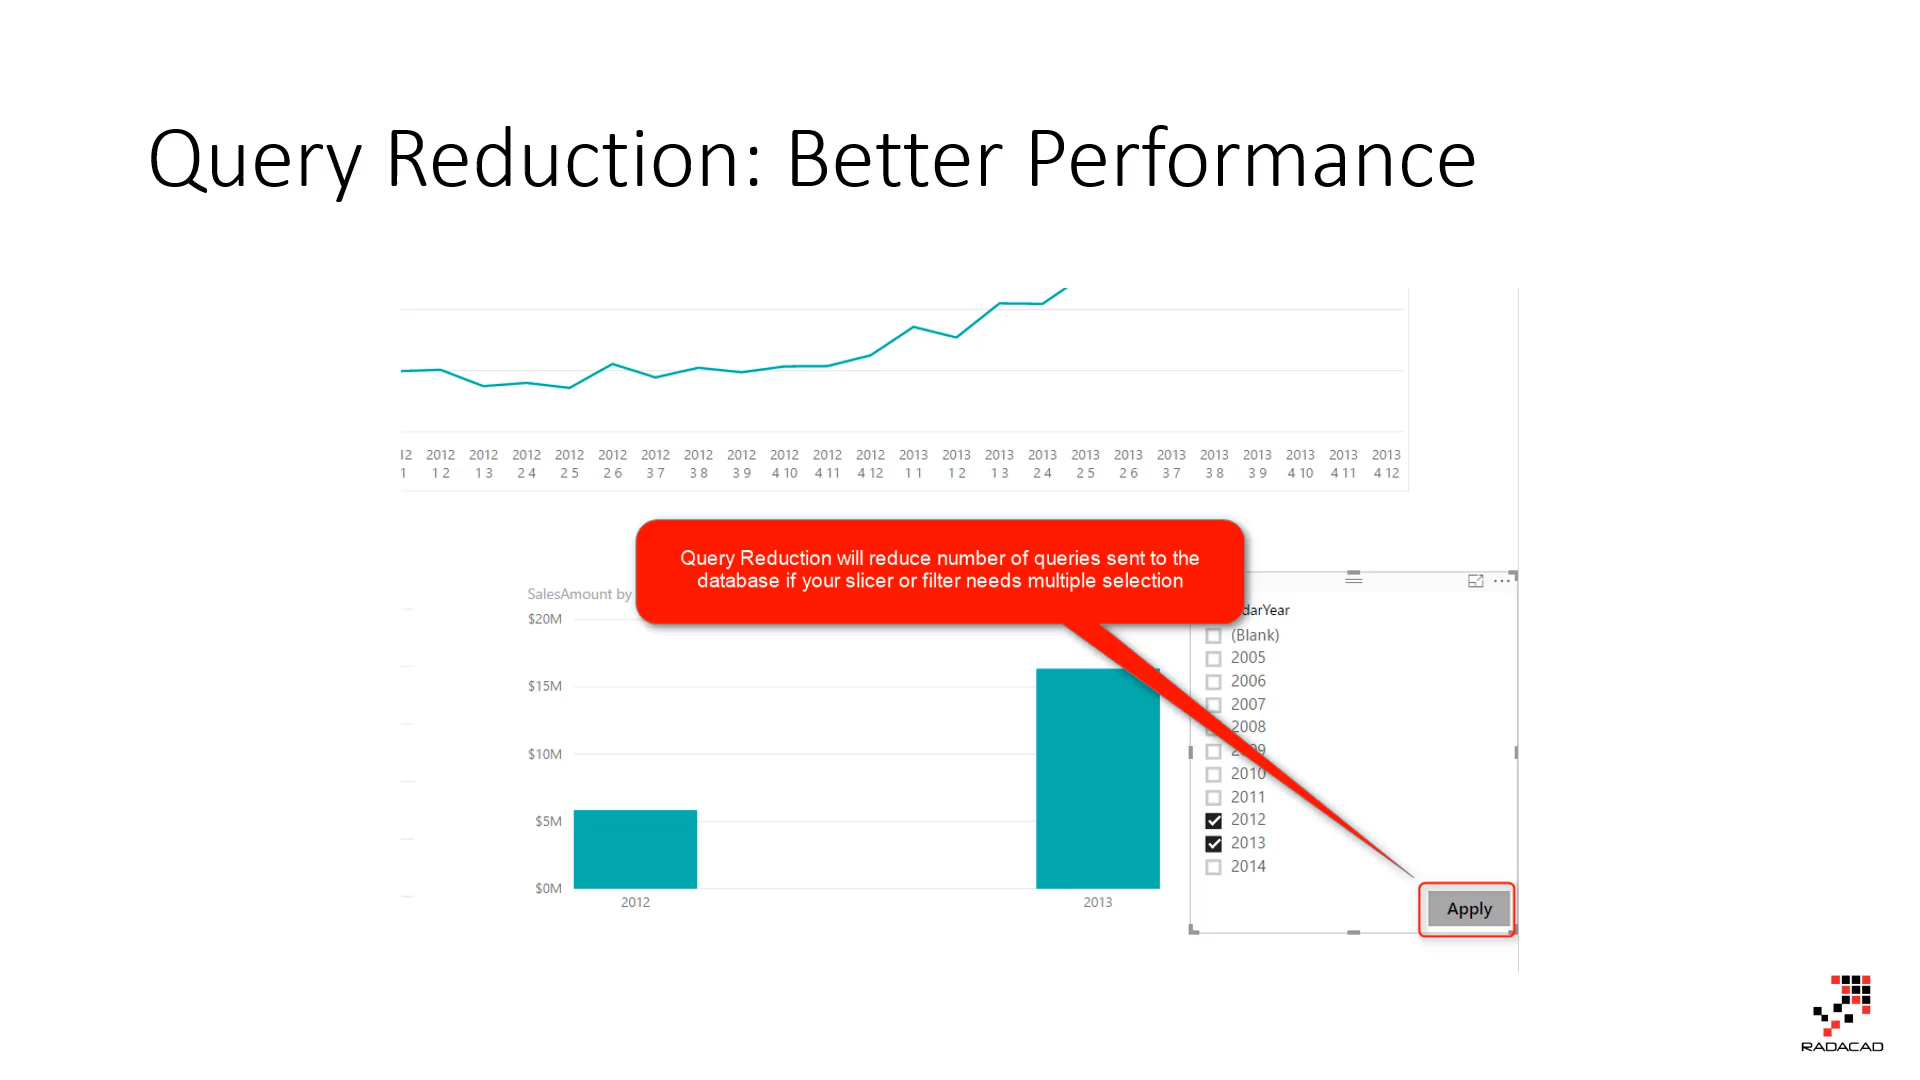 Query Reduction: Better Performance
12 2012 2012 2012 2012 2012 2012 2012 2012 2012 2012 2012 2013 2013 2013 2013 2013 2013 2013 2013 2013 2013 2013 2013
1 1 2 1 3 2 4 2 5 2 6 3 7 3 8 3 9 4 10 4 11 4 12 1 1 1 2 1 3 2 4 2 5 2 6 3 7 3 8 3 9 4 10 4 11 4 12
Query Reduction will reduce number of queries sent to the
database if your slicer or filter needs multiple selection
SalesAmount by
$20M
$15M
$10M
$5M
$0M
2012 2013
darYear
(Blank)
2005
2006
2007
2008
2009
2010
2011
2012
2013
2014
Apply
RADACAD